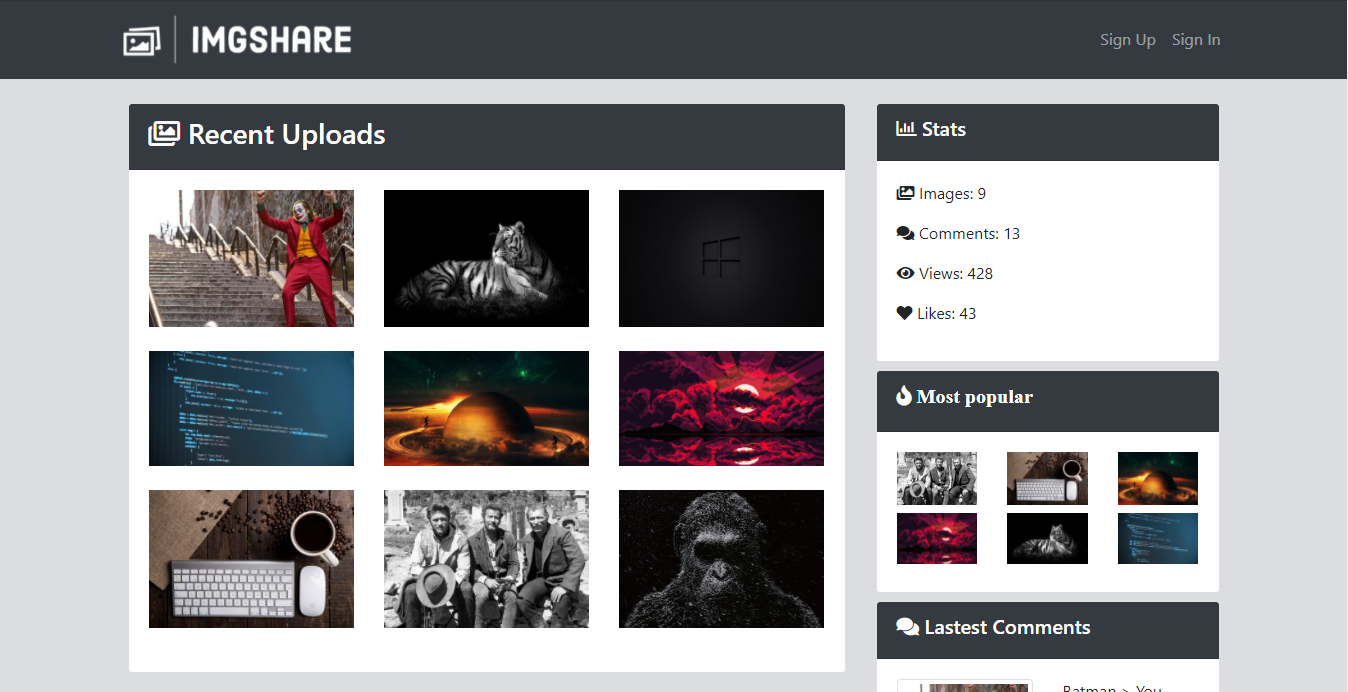 IMGSHARE
Sign Up Sign In
Recent Uploads
Stats
Images: 9
Comments: 13
Views: 428
Likes: 43
Most popular
Lastest Comments
Batman > You